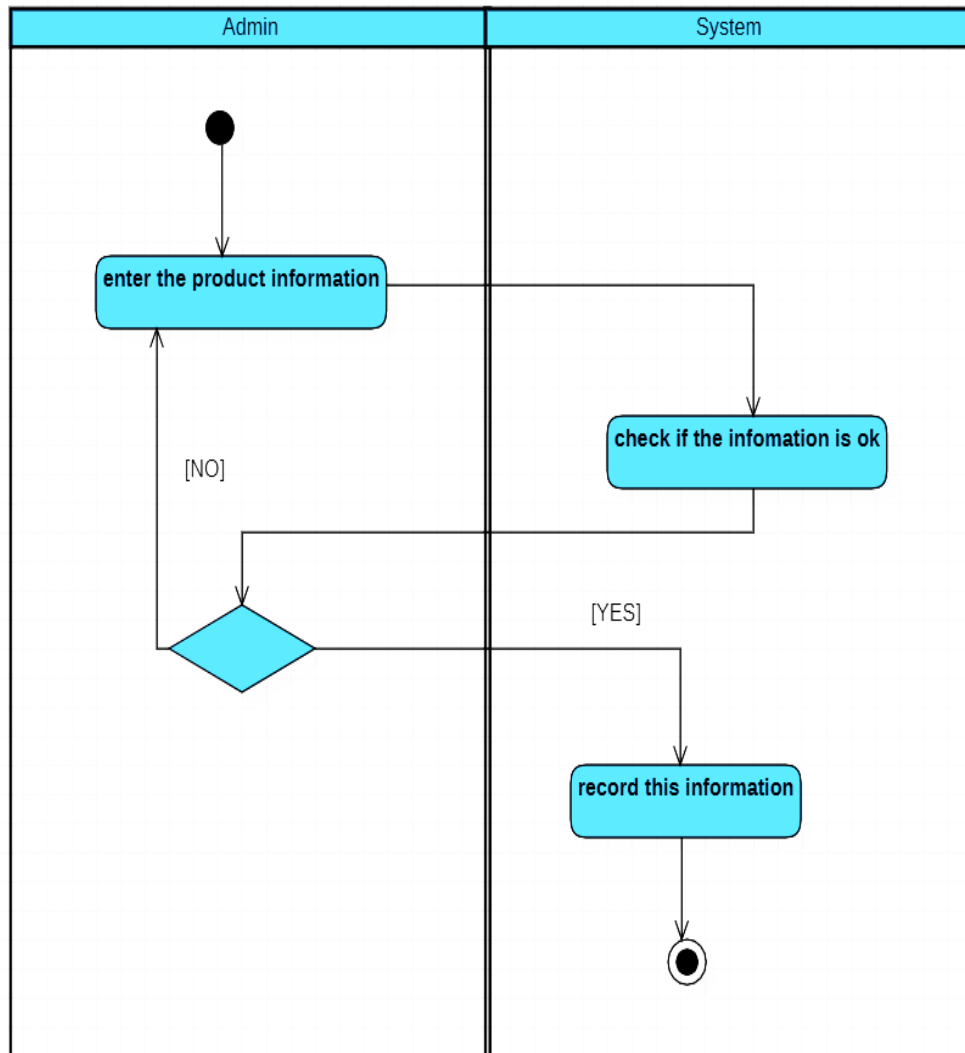 Admin
System
enter the product information
check if the infomation is ok
[NO]
[YES]
record this information